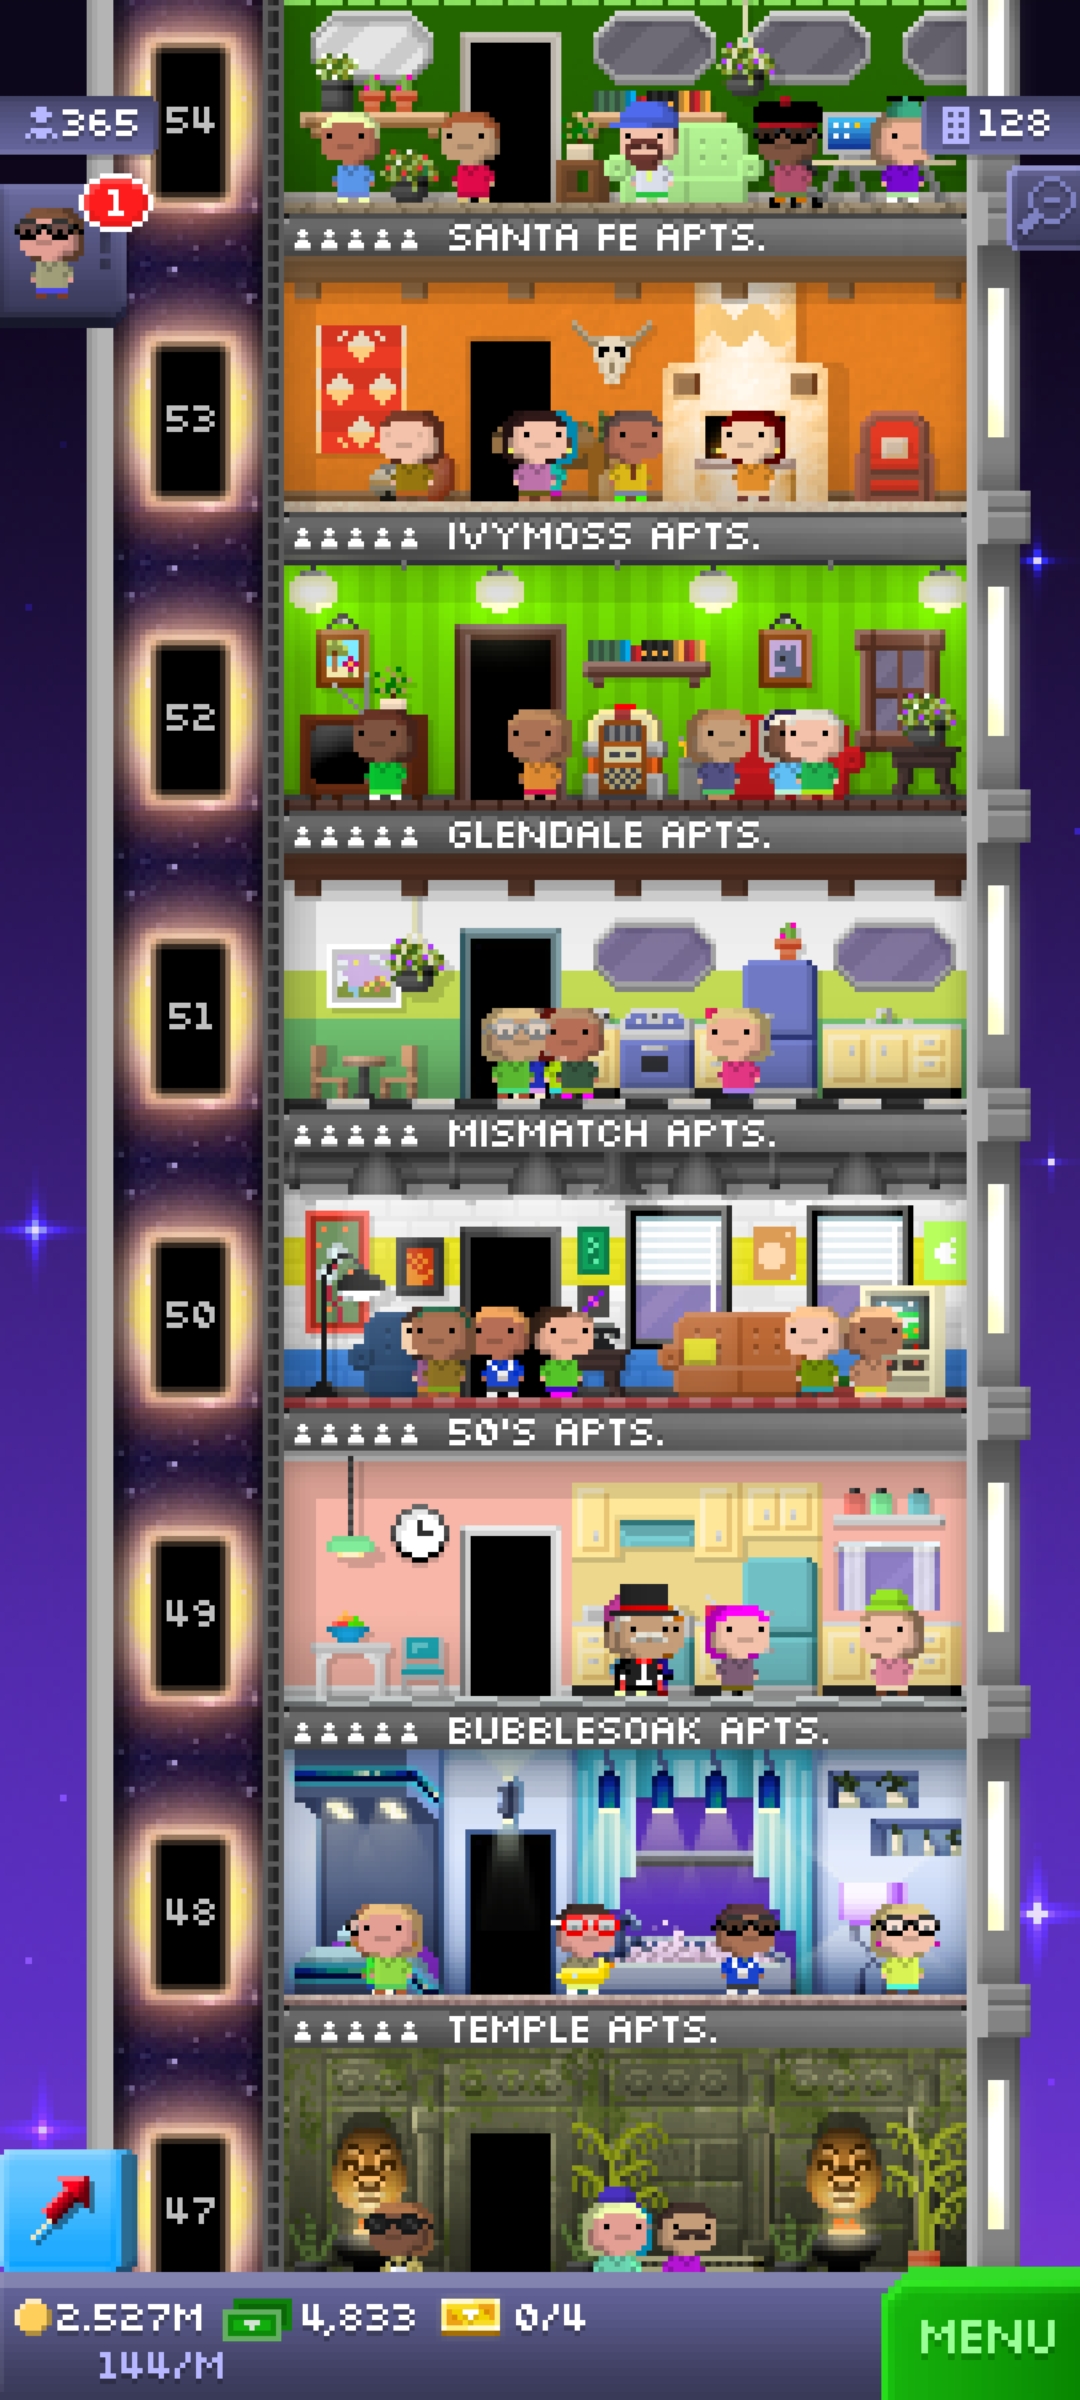 54
365
128
1
SANTA FE APTS.
53
IVYMOSS APTS.
52
GLENDALE APTS.
51
MISMATCH APTS.
50
50'S APTS.
49
BUBBLESOAK APTS.
48
TEMPLE APTS.
47
2.527M 4,833 0/4
144/M
MENU